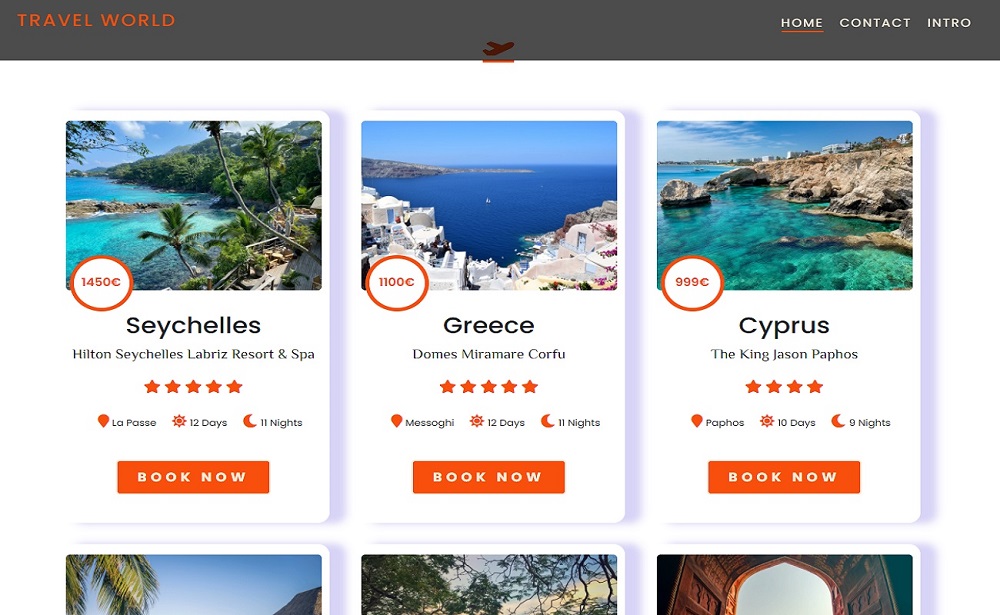 TRAVEL WORLD
HOME CONTACT INTRO
1450€ 1100€ 999€
Seychelles Greece Cyprus
Hilton Seychelles Labriz Resort & Spa Domes Miramare Corfu The King Jason Paphos
La Passe 12 Days 11 Nights Messoghi 12 Days 11 Nights Paphos 10 Days 9 Nights
BOOK NOW BOOK NOW BOOK NOW